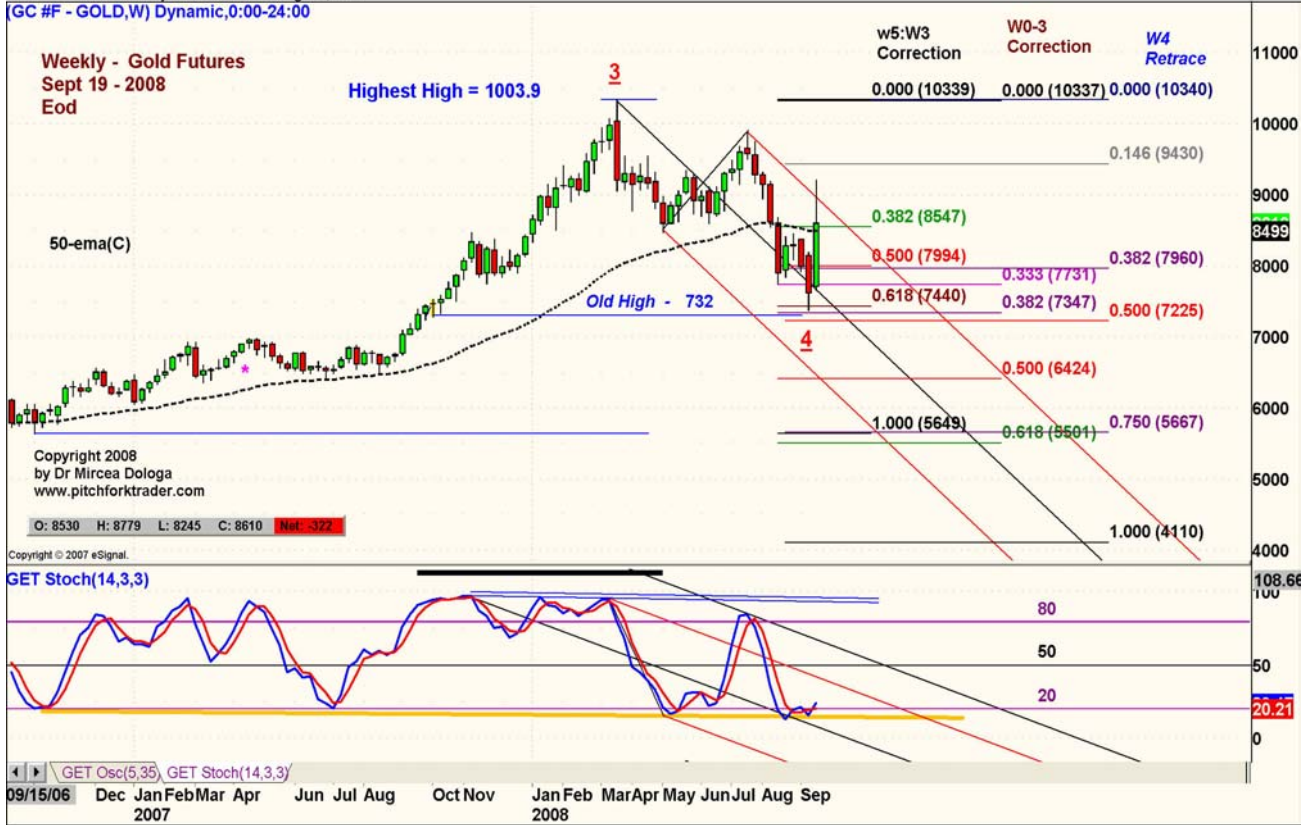 (GC #F - GOLD,W) Dynamic,0:00-24:00
Weekly - Gold Futures
Sept 19 - 2008
Eod
Highest High = 1003.9
3
w5:W3
Correction
W0-3
Correction
W4
Retrace
11000
0.000 (10339)
0.000 (10337)
0.000 (10340)
10000
0.146 (9430)
9000
0.382 (8547)
8499
50-ema(C)
0.500 (7994)
0.382 (7960)
8000
0.333 (7731)
0.618 (7440)
0.382 (7347)
0.500 (7225)
Old High - 732
7000
4
0.500 (6424)
6000
1.000 (5649)
0.618 (5501)
0.750 (5667)
Copyright 2008
by Dr Mircea Dologa
www.pitchforktrader.com
5000
O: 8530 H: 8779 L: 8245 C: 8610 Net: -322
1.000 (4110)
4000
Copyright © 2007 eSignal.
GET Stoch(14,3,3)
108.66
100
80
50
50
20
20.21
0
GET Osc(5,35) GET Stoch(14,3,3)
09/15/06 Dec Jan Feb Mar Apr Jun Jul Aug Oct Nov Jan Feb Mar Apr May Jun Jul Aug Sep
2007 2008